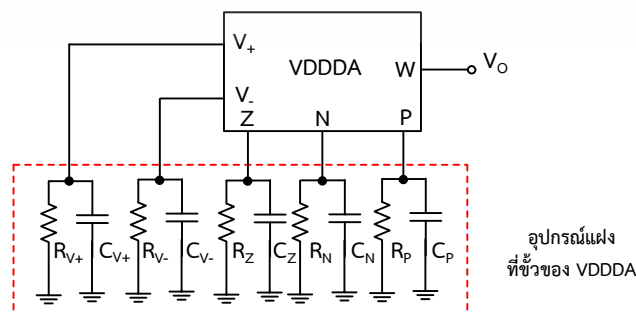 V+
VDDDA
W
VO
V-
Z
N
P
RV+
CV+
RV-
CV-
RZ
CZ
RN
CN
RP
CP
อุปกรณ์แฝง
ที่ขั้วของ VDDDA